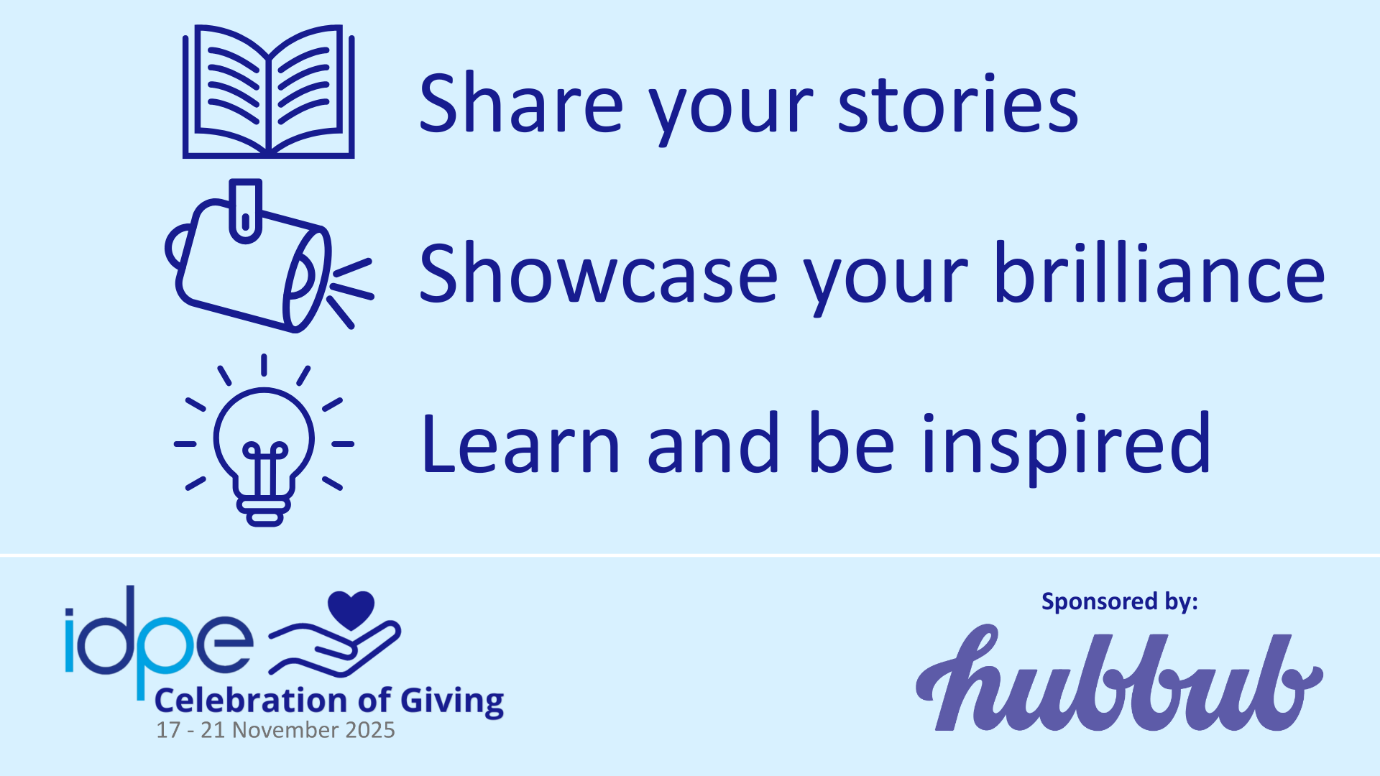 Share your stories
Showcase your brilliance
Learn and be inspired
idpe
Celebration of Giving
17 - 21 November 2025
Sponsored by:
hubbub